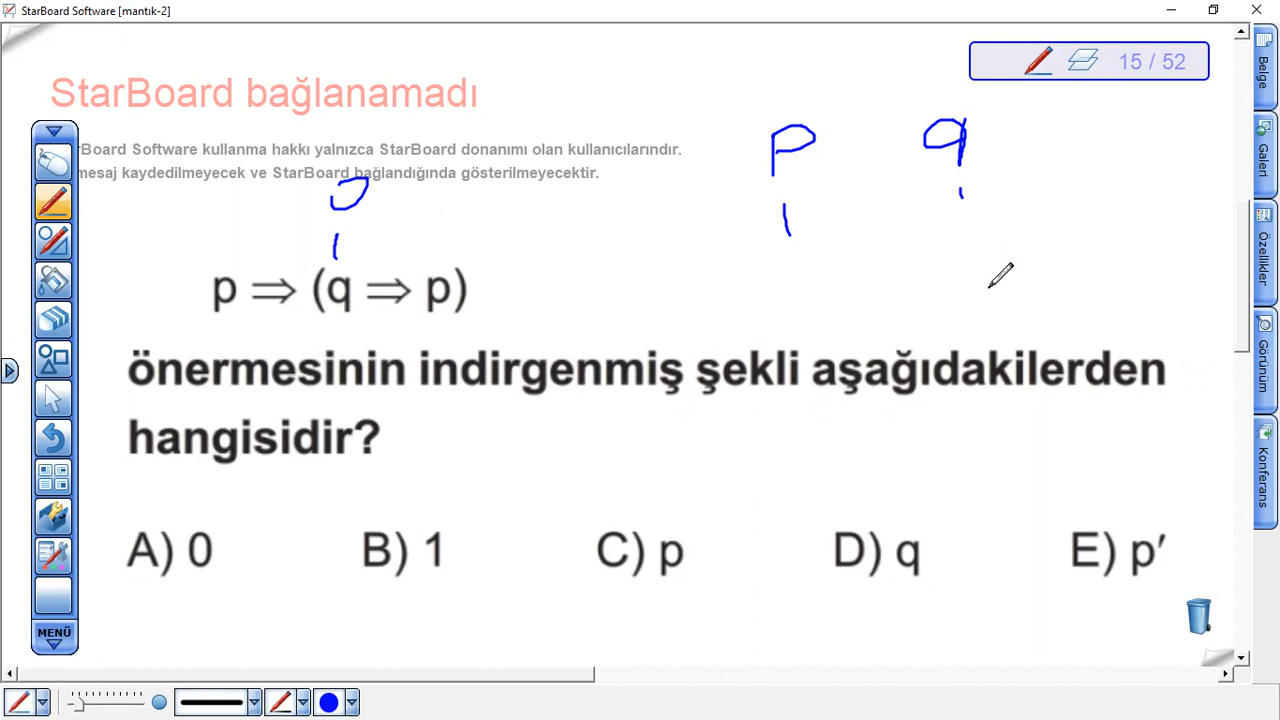 StarBoard Software [mantık-2]
15 / 52
StarBoard bağlanamadı
rBoard Software kullanma hakkı yalnızca StarBoard donanımı olan kullanıcılarındır.
mesaj kaydedilmeyecek ve StarBoard bağlandığında gösterilmeyecektir.
p q
1
1
p ⇒ (q ⇒ p)
önermesinin indirgenmiş şekli aşağıdakilerden
hangisidir?
A) 0 B) 1 C) p D) q E) p′
MENÜ
Belge
Galeri
Özellikler
Görünüm
Konferans